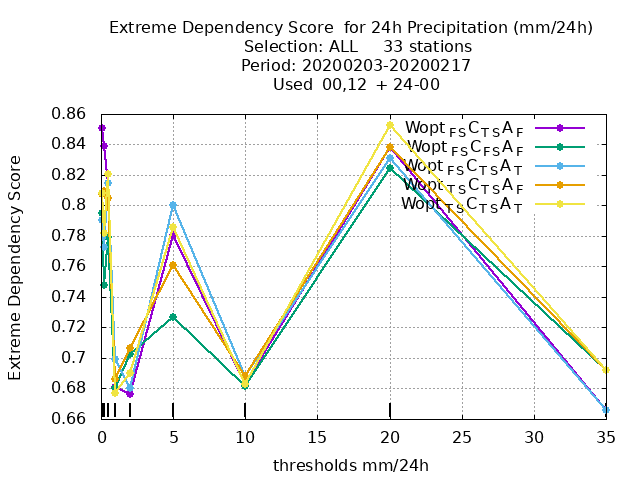 Extreme Dependency Score  for 24h Precipitation (mm/24h)
Selection: ALL     33 stations
Period: 20200203-20200217
Used  00,12  + 24-00
Extreme Dependency Score
0.86
0.84
0.82
0.8
0.78
0.76
0.74
0.72
0.7
0.68
0.66
Wopt FS C TS A F
Wopt FS C FS A F
Wopt FS C TS A T
Wopt TS C TS A F
Wopt TS C TS A T
0 5 10 15 20 25 30 35
thresholds mm/24h